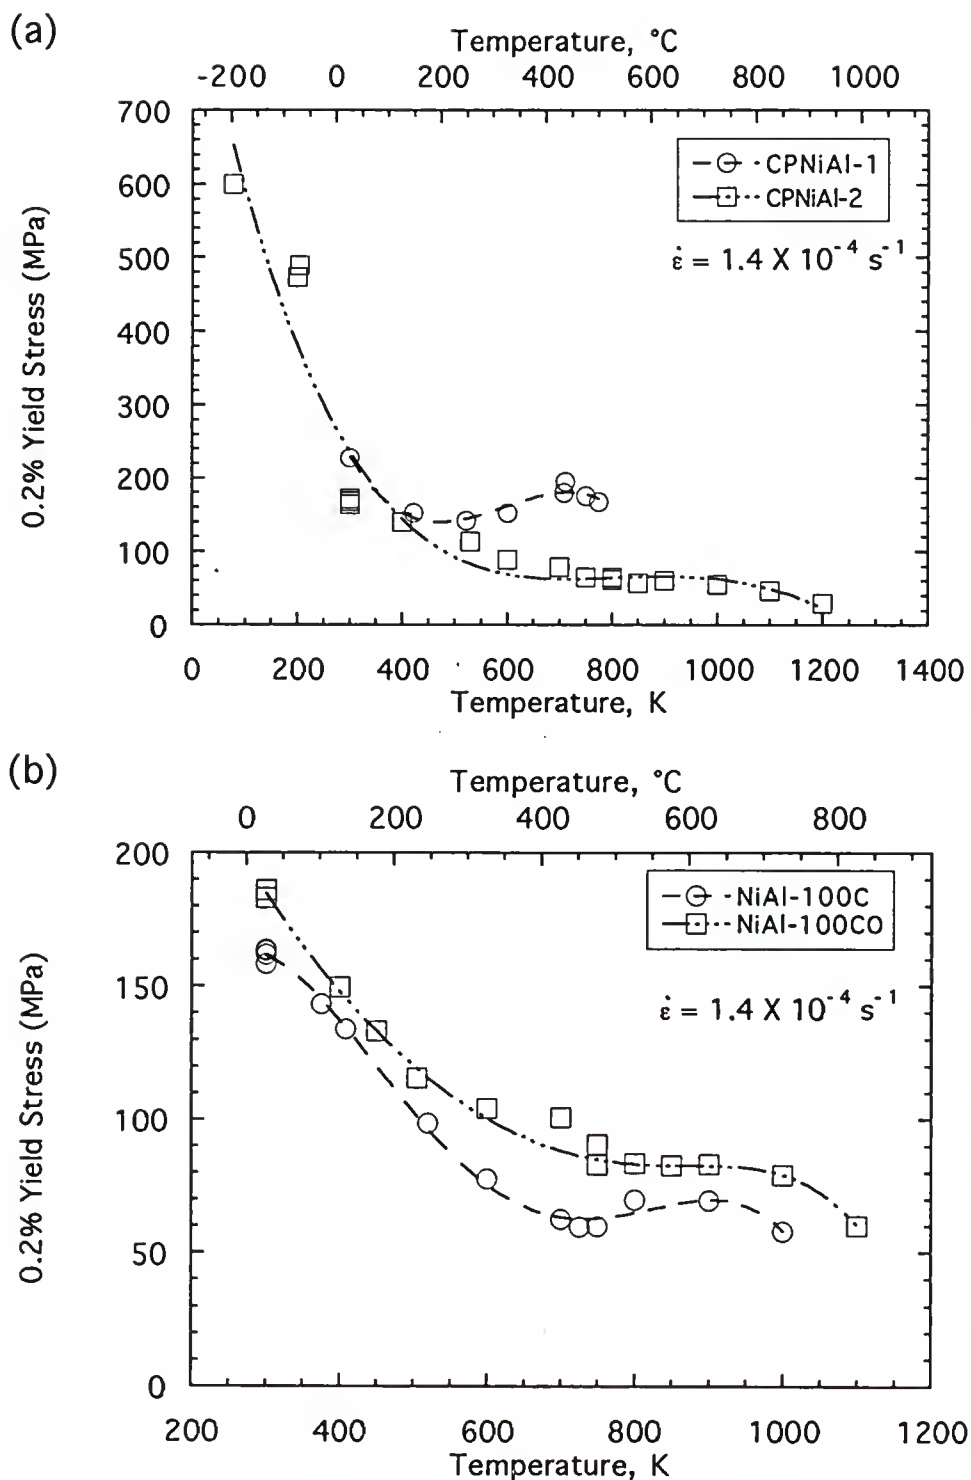 (a)
Temperature, °C
-200 0 200 400 600 800 1000
700
600
500
400
300
200
100
0
0.2% Yield Stress (MPa)
CPNiAl-1
CPNiAl-2
ε̇ = 1.4 X 10⁻⁴ s⁻¹
0 200 400 600 800 1000 1200 1400
Temperature, K
(b)
Temperature, °C
0 200 400 600 800
200
150
100
50
0
0.2% Yield Stress (MPa)
NiAl-100C
NiAl-100CO
ε̇ = 1.4 X 10⁻⁴ s⁻¹
200 400 600 800 1000 1200
Temperature, K